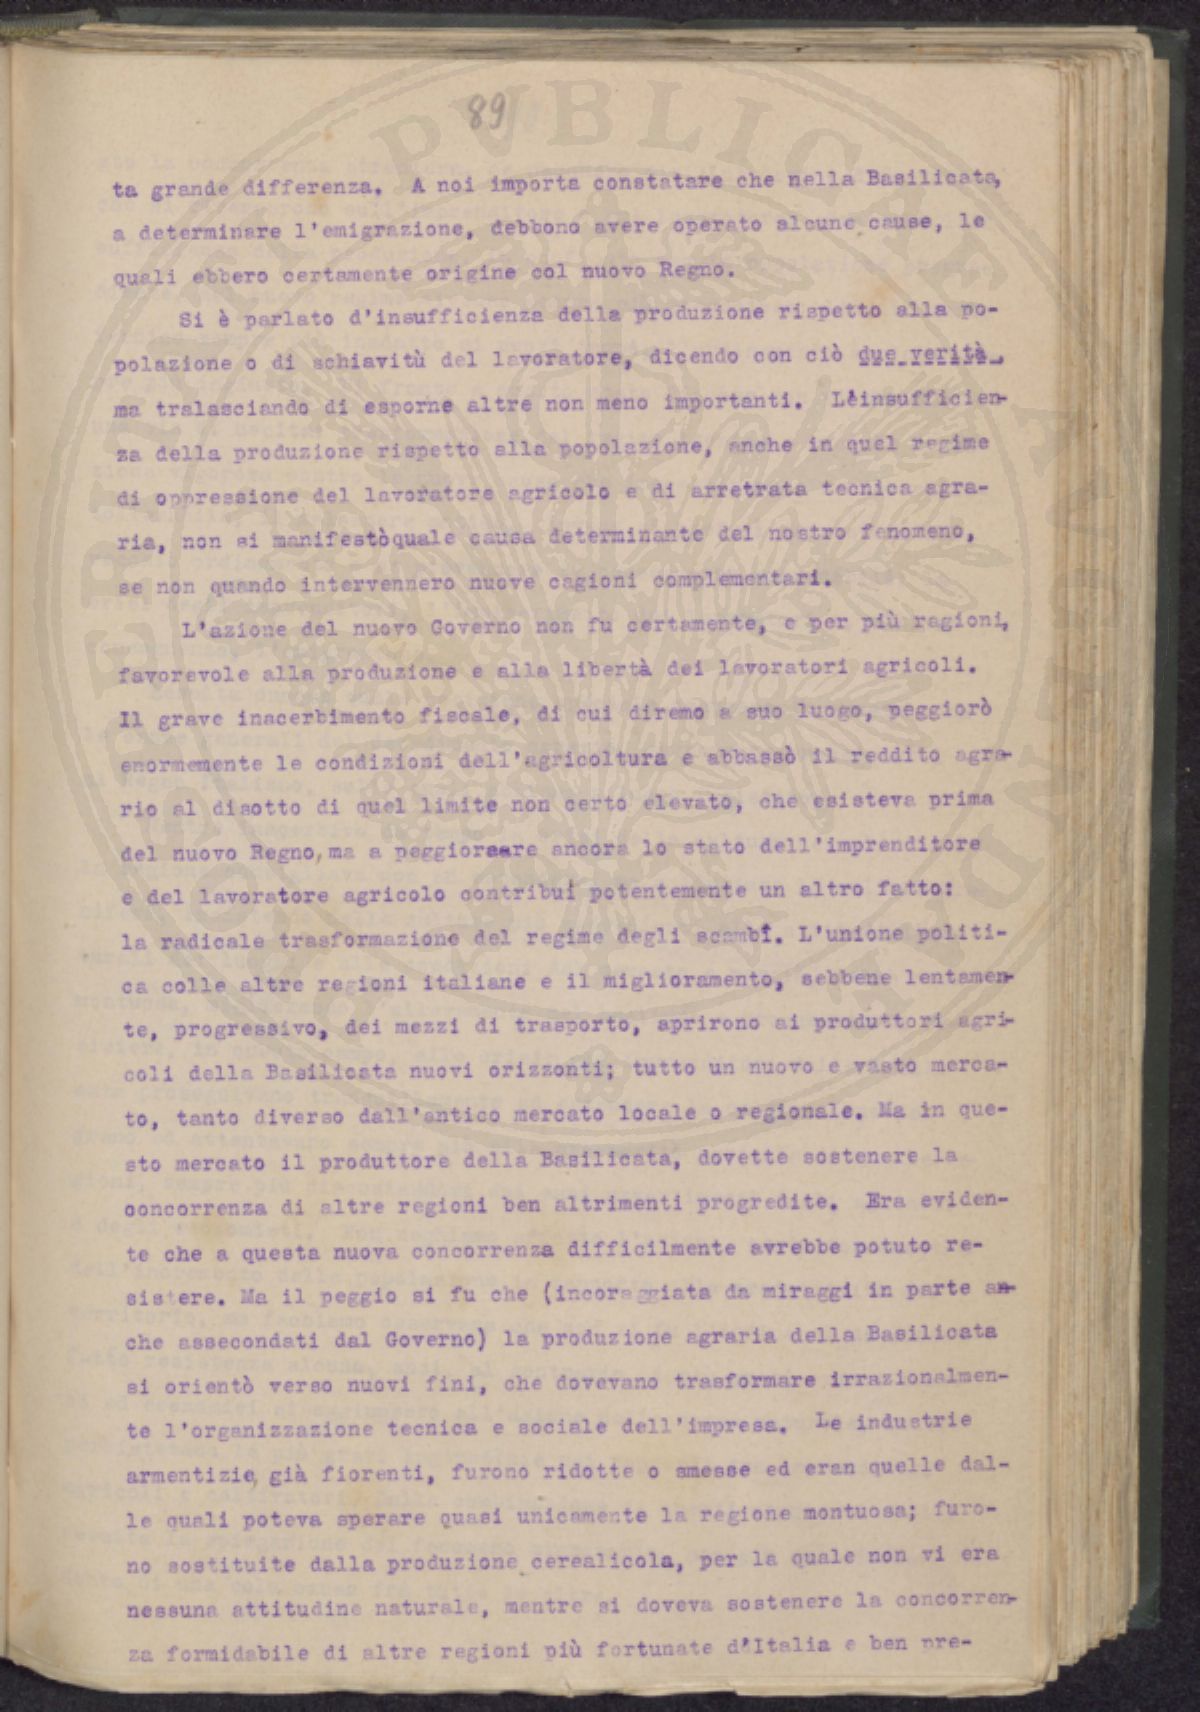 89
ta grande differenza. A noi importa constatare che nella Basilicata,
a determinare l'emigrazione, debbono avere operato alcune cause, le
quali ebbero certamente origine col nuovo Regno.
Si è parlato d'insufficienza della produzione rispetto alla po-
polazione o di schiavitù del lavoratore, dicendo con ciò due verità,
ma tralasciando di esporne altre non meno importanti. L'insufficien-
za della produzione rispetto alla popolazione, anche in quel regime
di oppressione del lavoratore agricolo e di arretrata tecnica agra-
ria, non si manifestòquale causa determinante del nostro fenomeno,
se non quando intervennero nuove cagioni complementari.
L'azione del nuovo Governo non fu certamente, e per più ragioni,
favorevole alla produzione e alla libertà dei lavoratori agricoli.
Il grave inacerbimento fiscale, di cui diremo a suo luogo, peggiorò
enormemente le condizioni dell'agricoltura e abbassò il reddito agra-
rio al disotto di quel limite non certo elevato, che esisteva prima
del nuovo Regno, ma a peggioraare ancora lo stato dell'imprenditore
e del lavoratore agricolo contribuì potentemente un altro fatto:
la radicale trasformazione del regime degli scambi. L'unione politi-
ca colle altre regioni italiane e il miglioramento, sebbene lentamen-
te, progressivo, dei mezzi di trasporto, aprirono ai produttori agri-
coli della Basilicata nuovi orizzonti; tutto un nuovo e vasto merca-
to, tanto diverso dall'antico mercato locale o regionale. Ma in que-
sto mercato il produttore della Basilicata, dovette sostenere la
concorrenza di altre regioni ben altrimenti progredite. Era eviden-
te che a questa nuova concorrenza difficilmente avrebbe potuto re-
sistere. Ma il peggio si fu che (incoraggiata da miraggi in parte an-
che assecondati dal Governo) la produzione agraria della Basilicata
si orientò verso nuovi fini, che dovevano trasformare irrazionalmen-
te l'organizzazione tecnica e sociale dell'impresa. Le industrie
armentizie, già fiorenti, furono ridotte o smesse ed eran quelle dal-
le quali poteva sperare quasi unicamente la regione montuosa; furo-
no sostituite dalla produzione cerealicola, per la quale non vi era
nessuna attitudine naturale, mentre si doveva sostenere la concorren-
za formidabile di altre regioni più fortunate d'Italia e ben pre-